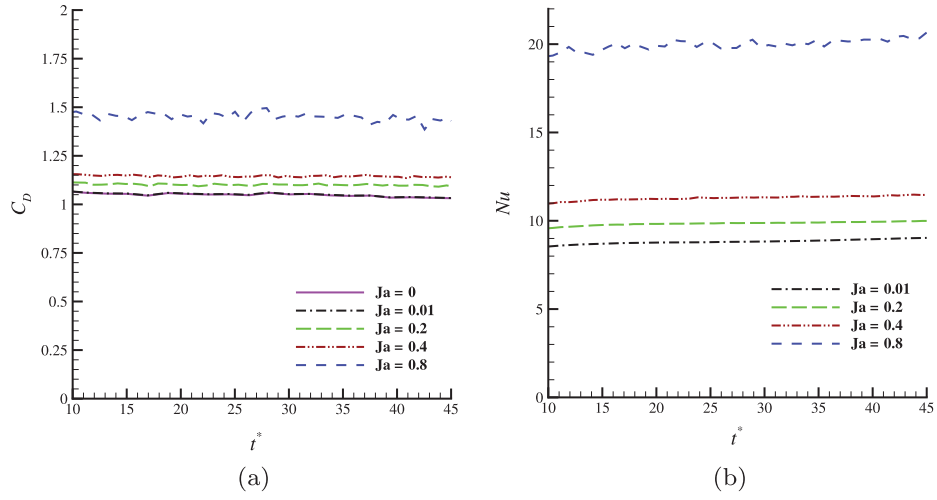 2
1.75
1.5
1.25
1
0.75
0.5
0.25
0
C_D
10 15 20 25 30 35 40 45
t*
Ja = 0
Ja = 0.01
Ja = 0.2
Ja = 0.4
Ja = 0.8
(a)
20
15
10
5
0
Nu
10 15 20 25 30 35 40 45
t*
Ja = 0.01
Ja = 0.2
Ja = 0.4
Ja = 0.8
(b)